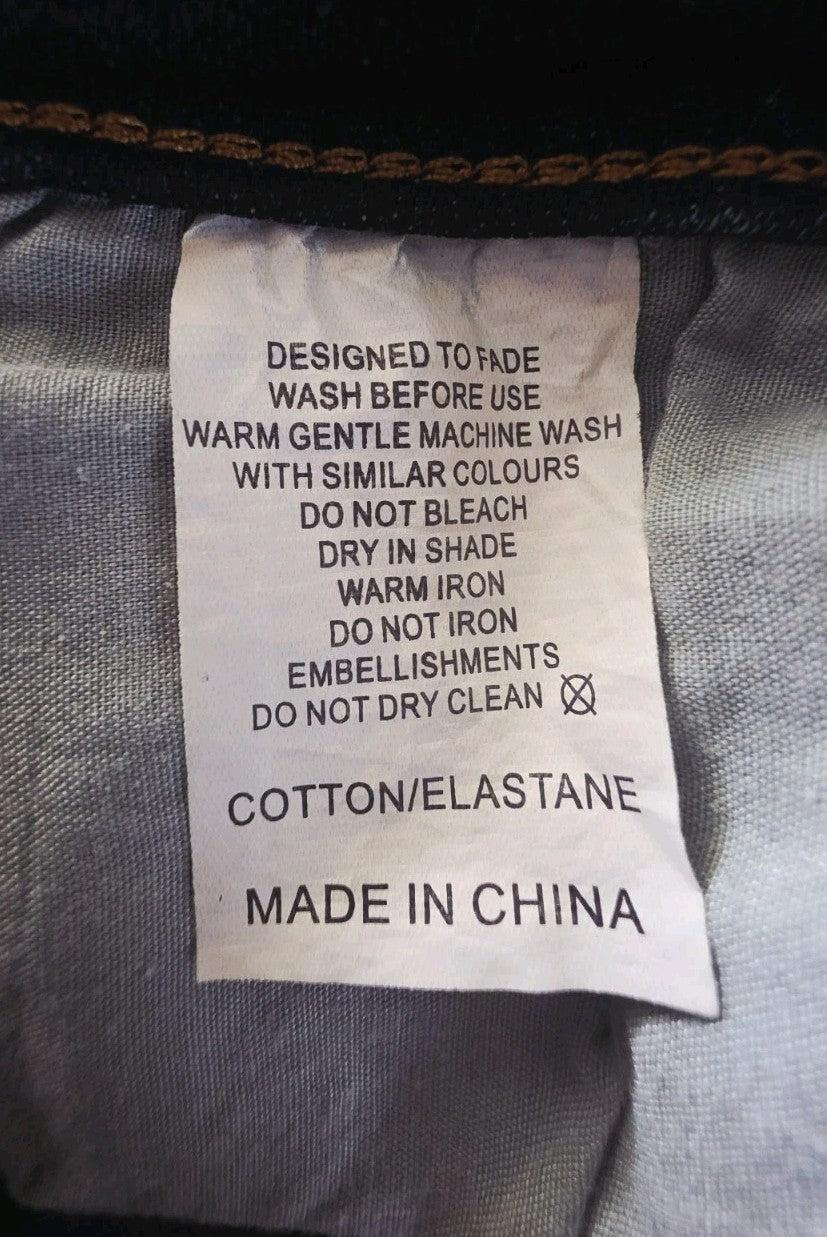 DESIGNED TO FADE
WASH BEFORE USE
WARM GENTLE MACHINE WASH
WITH SIMILAR COLOURS
DO NOT BLEACH
DRY IN SHADE
WARM IRON
DO NOT IRON
EMBELLISHMENTS
DO NOT DRY CLEAN
COTTON/ELASTANE
MADE IN CHINA